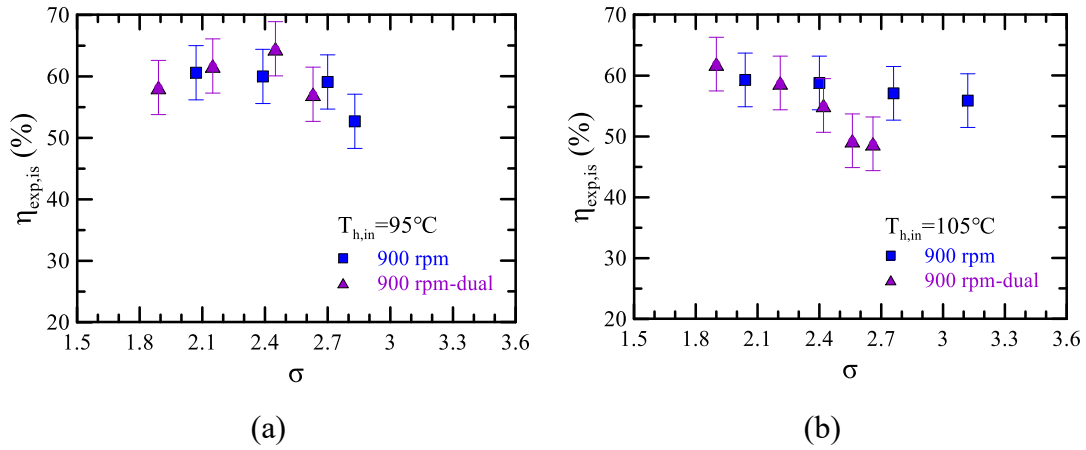 70
60
50
40
30
20
η_exp,is (%)
T_h,in=95°C
900 rpm
900 rpm-dual
1.5 1.8 2.1 2.4 2.7 3 3.3 3.6
σ
(a)
70
60
50
40
30
20
η_exp,is (%)
T_h,in=105°C
900 rpm
900 rpm-dual
1.5 1.8 2.1 2.4 2.7 3 3.3 3.6
σ
(b)